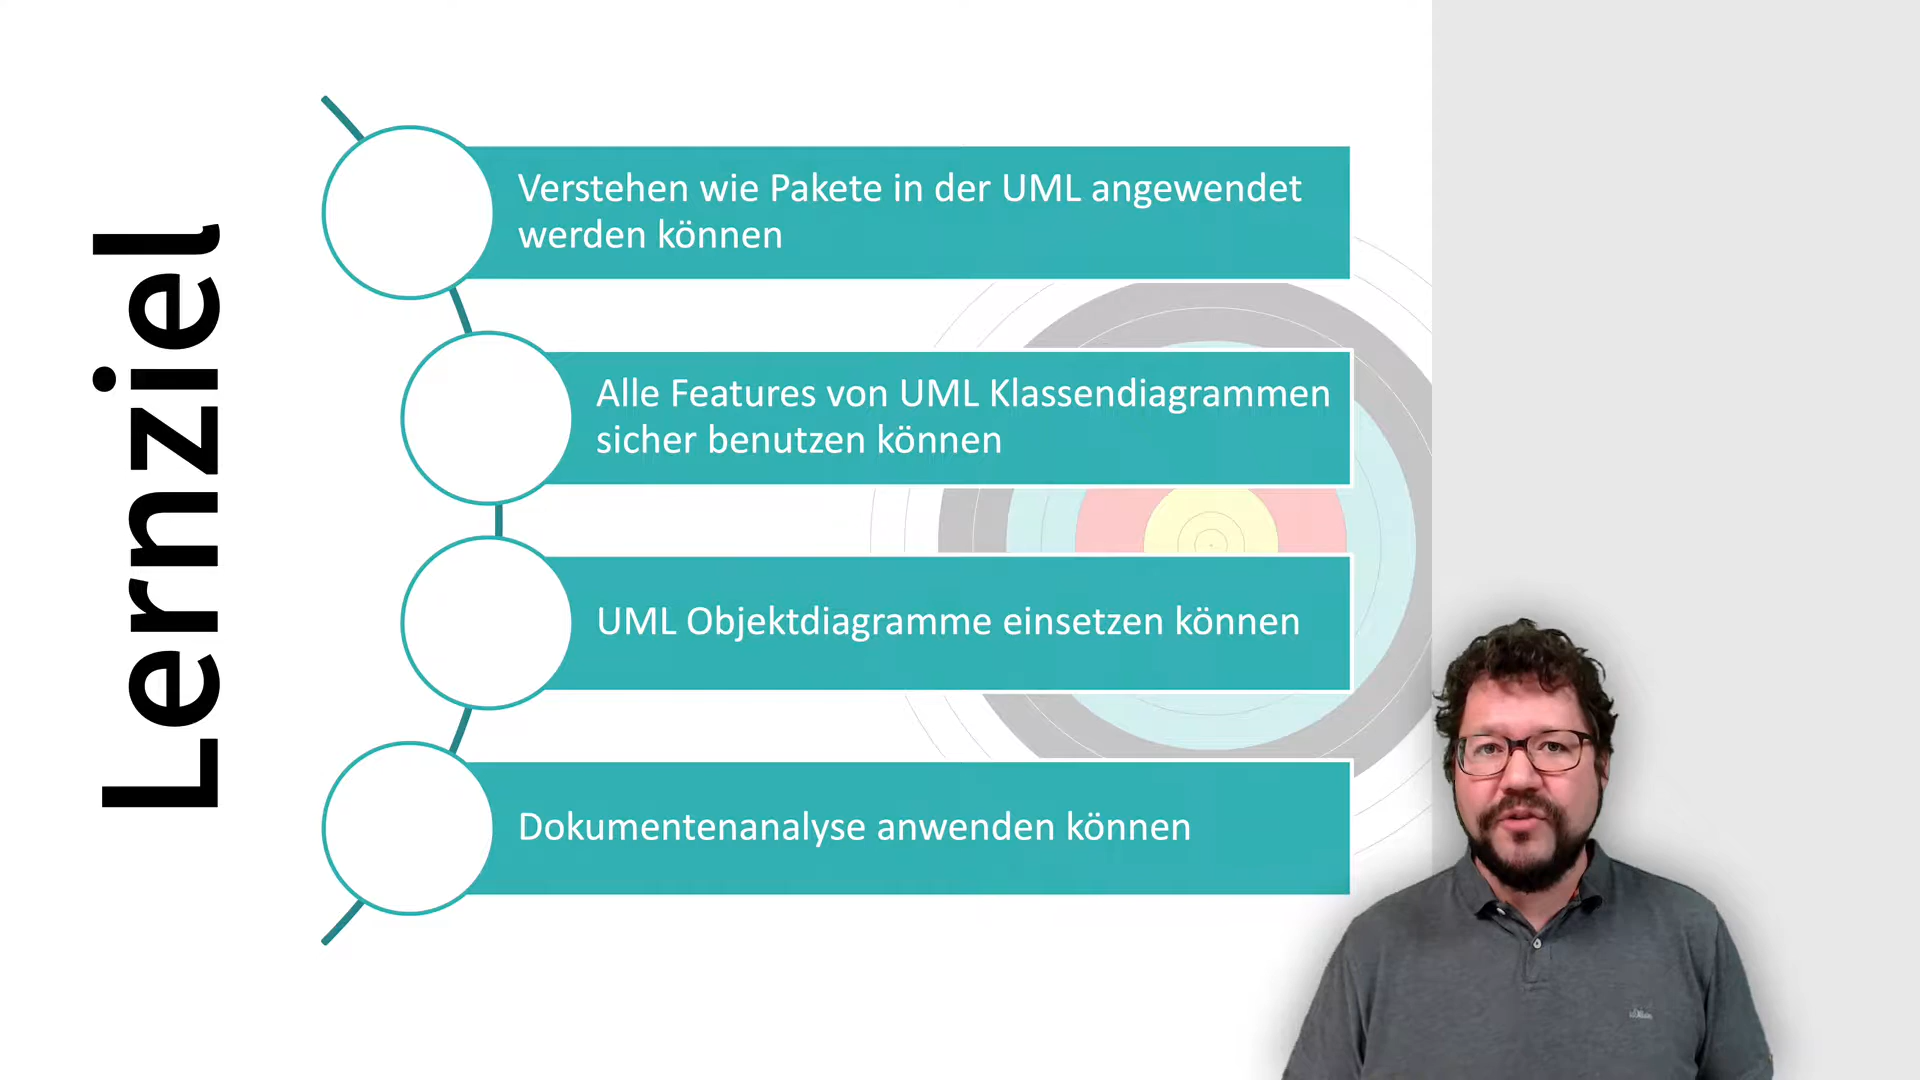 Lernziel
Verstehen wie Pakete in der UML angewendet
werden können
Alle Features von UML Klassendiagrammen
sicher benutzen können
UML Objektdiagramme einsetzen können
Dokumentenanalyse anwenden können